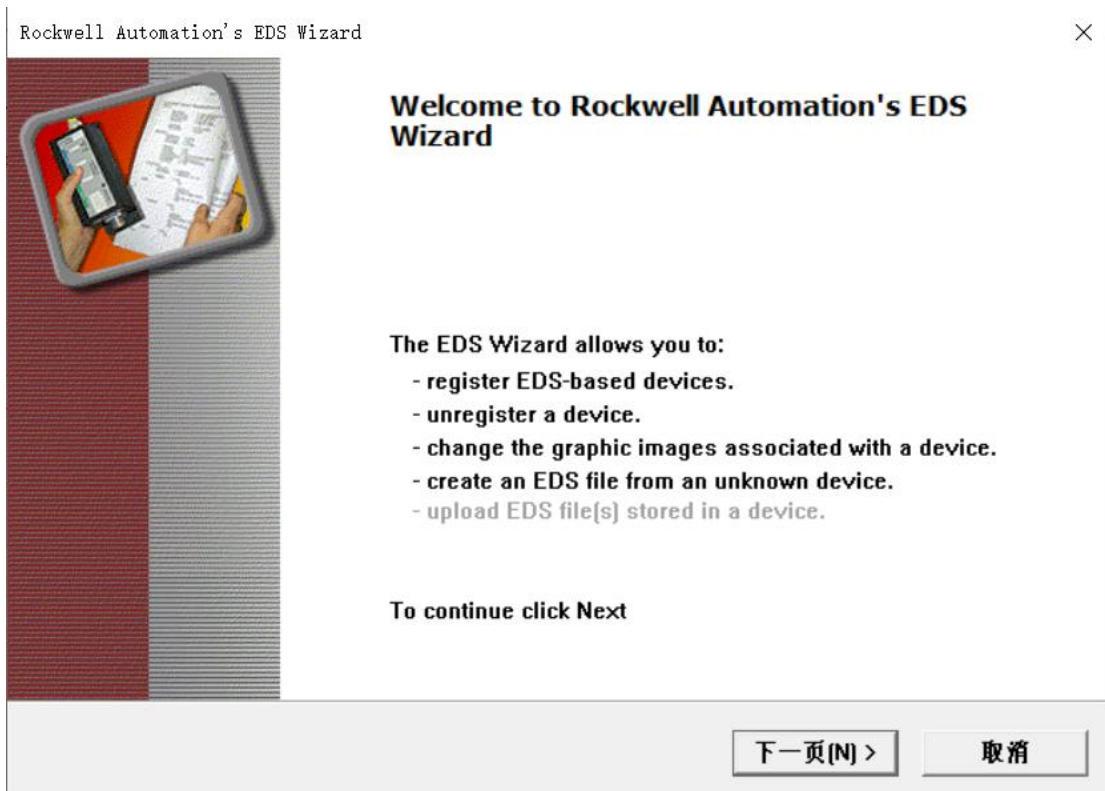 Rockwell Automation's EDS Wizard
Welcome to Rockwell Automation's EDS
Wizard
The EDS Wizard allows you to:
- register EDS-based devices.
- unregister a device.
- change the graphic images associated with a device.
- create an EDS file from an unknown device.
- upload EDS file(s) stored in a device.
To continue click Next
下一页(N) >
取消